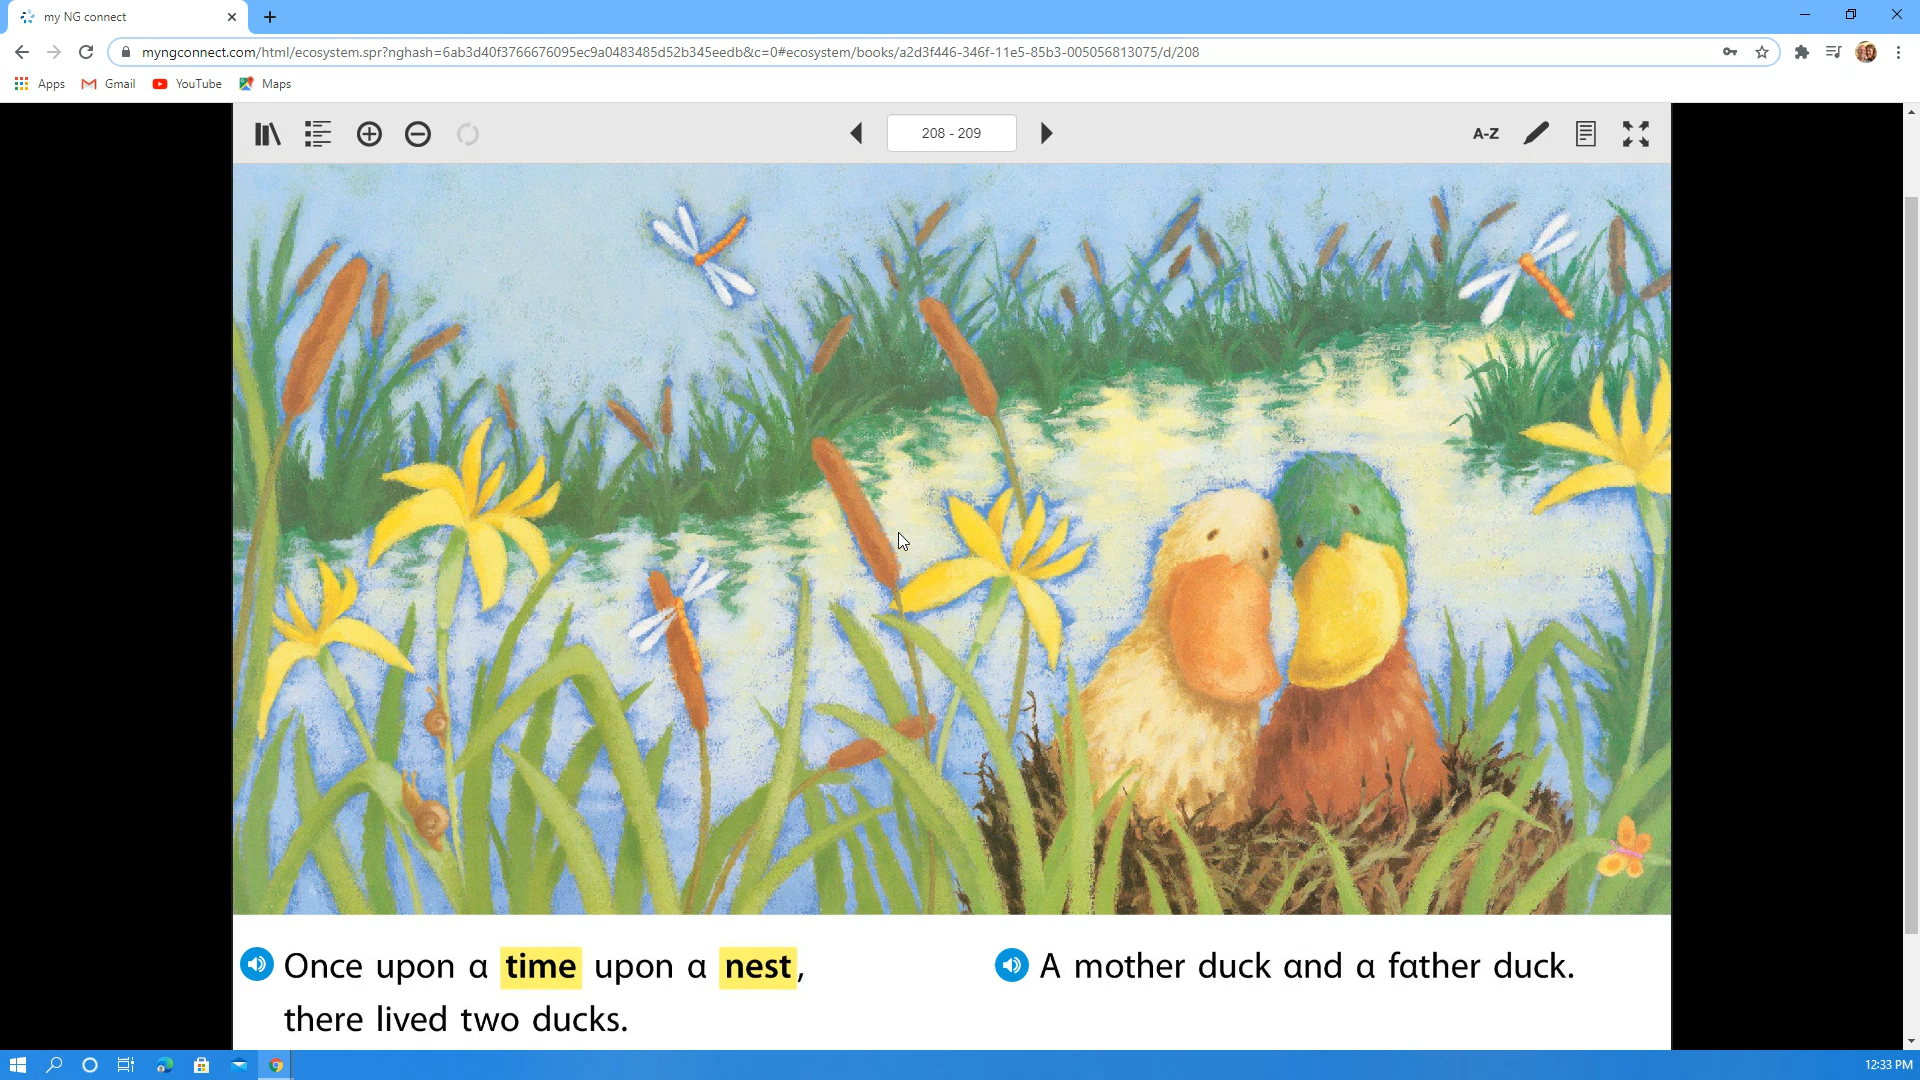 my NG connect
myngconnect.com/html/ecosystem.spr?nghash=6ab3d40f3766676095ec9a0483485d52b345eedb&c=0#ecosystem/books/a2d3f446-346f-11e5-85b3-005056813075/d/208
Apps Gmail YouTube Maps
208 - 209
A-Z
Once upon a time upon a nest,
there lived two ducks.
A mother duck and a father duck.
12:33 PM